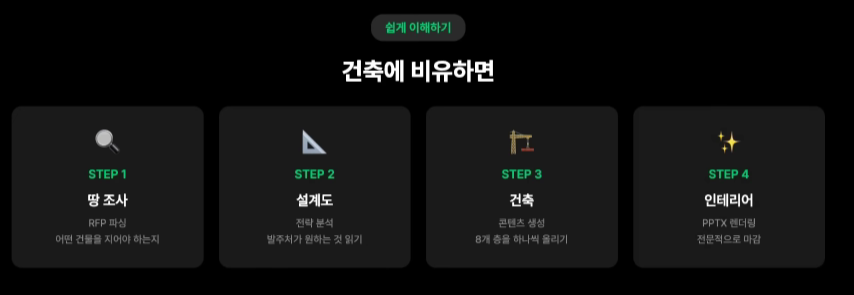 쉽게 이해하기
건축에 비유하면
STEP 1
땅 조사
RFP 파싱
어떤 건물을 지어야 하는지
STEP 2
설계도
전략 분석
발주처가 원하는 것 읽기
STEP 3
건축
콘텐츠 생성
8개 층을 하나씩 올리기
STEP 4
인테리어
PPTX 렌더링
전문적으로 마감